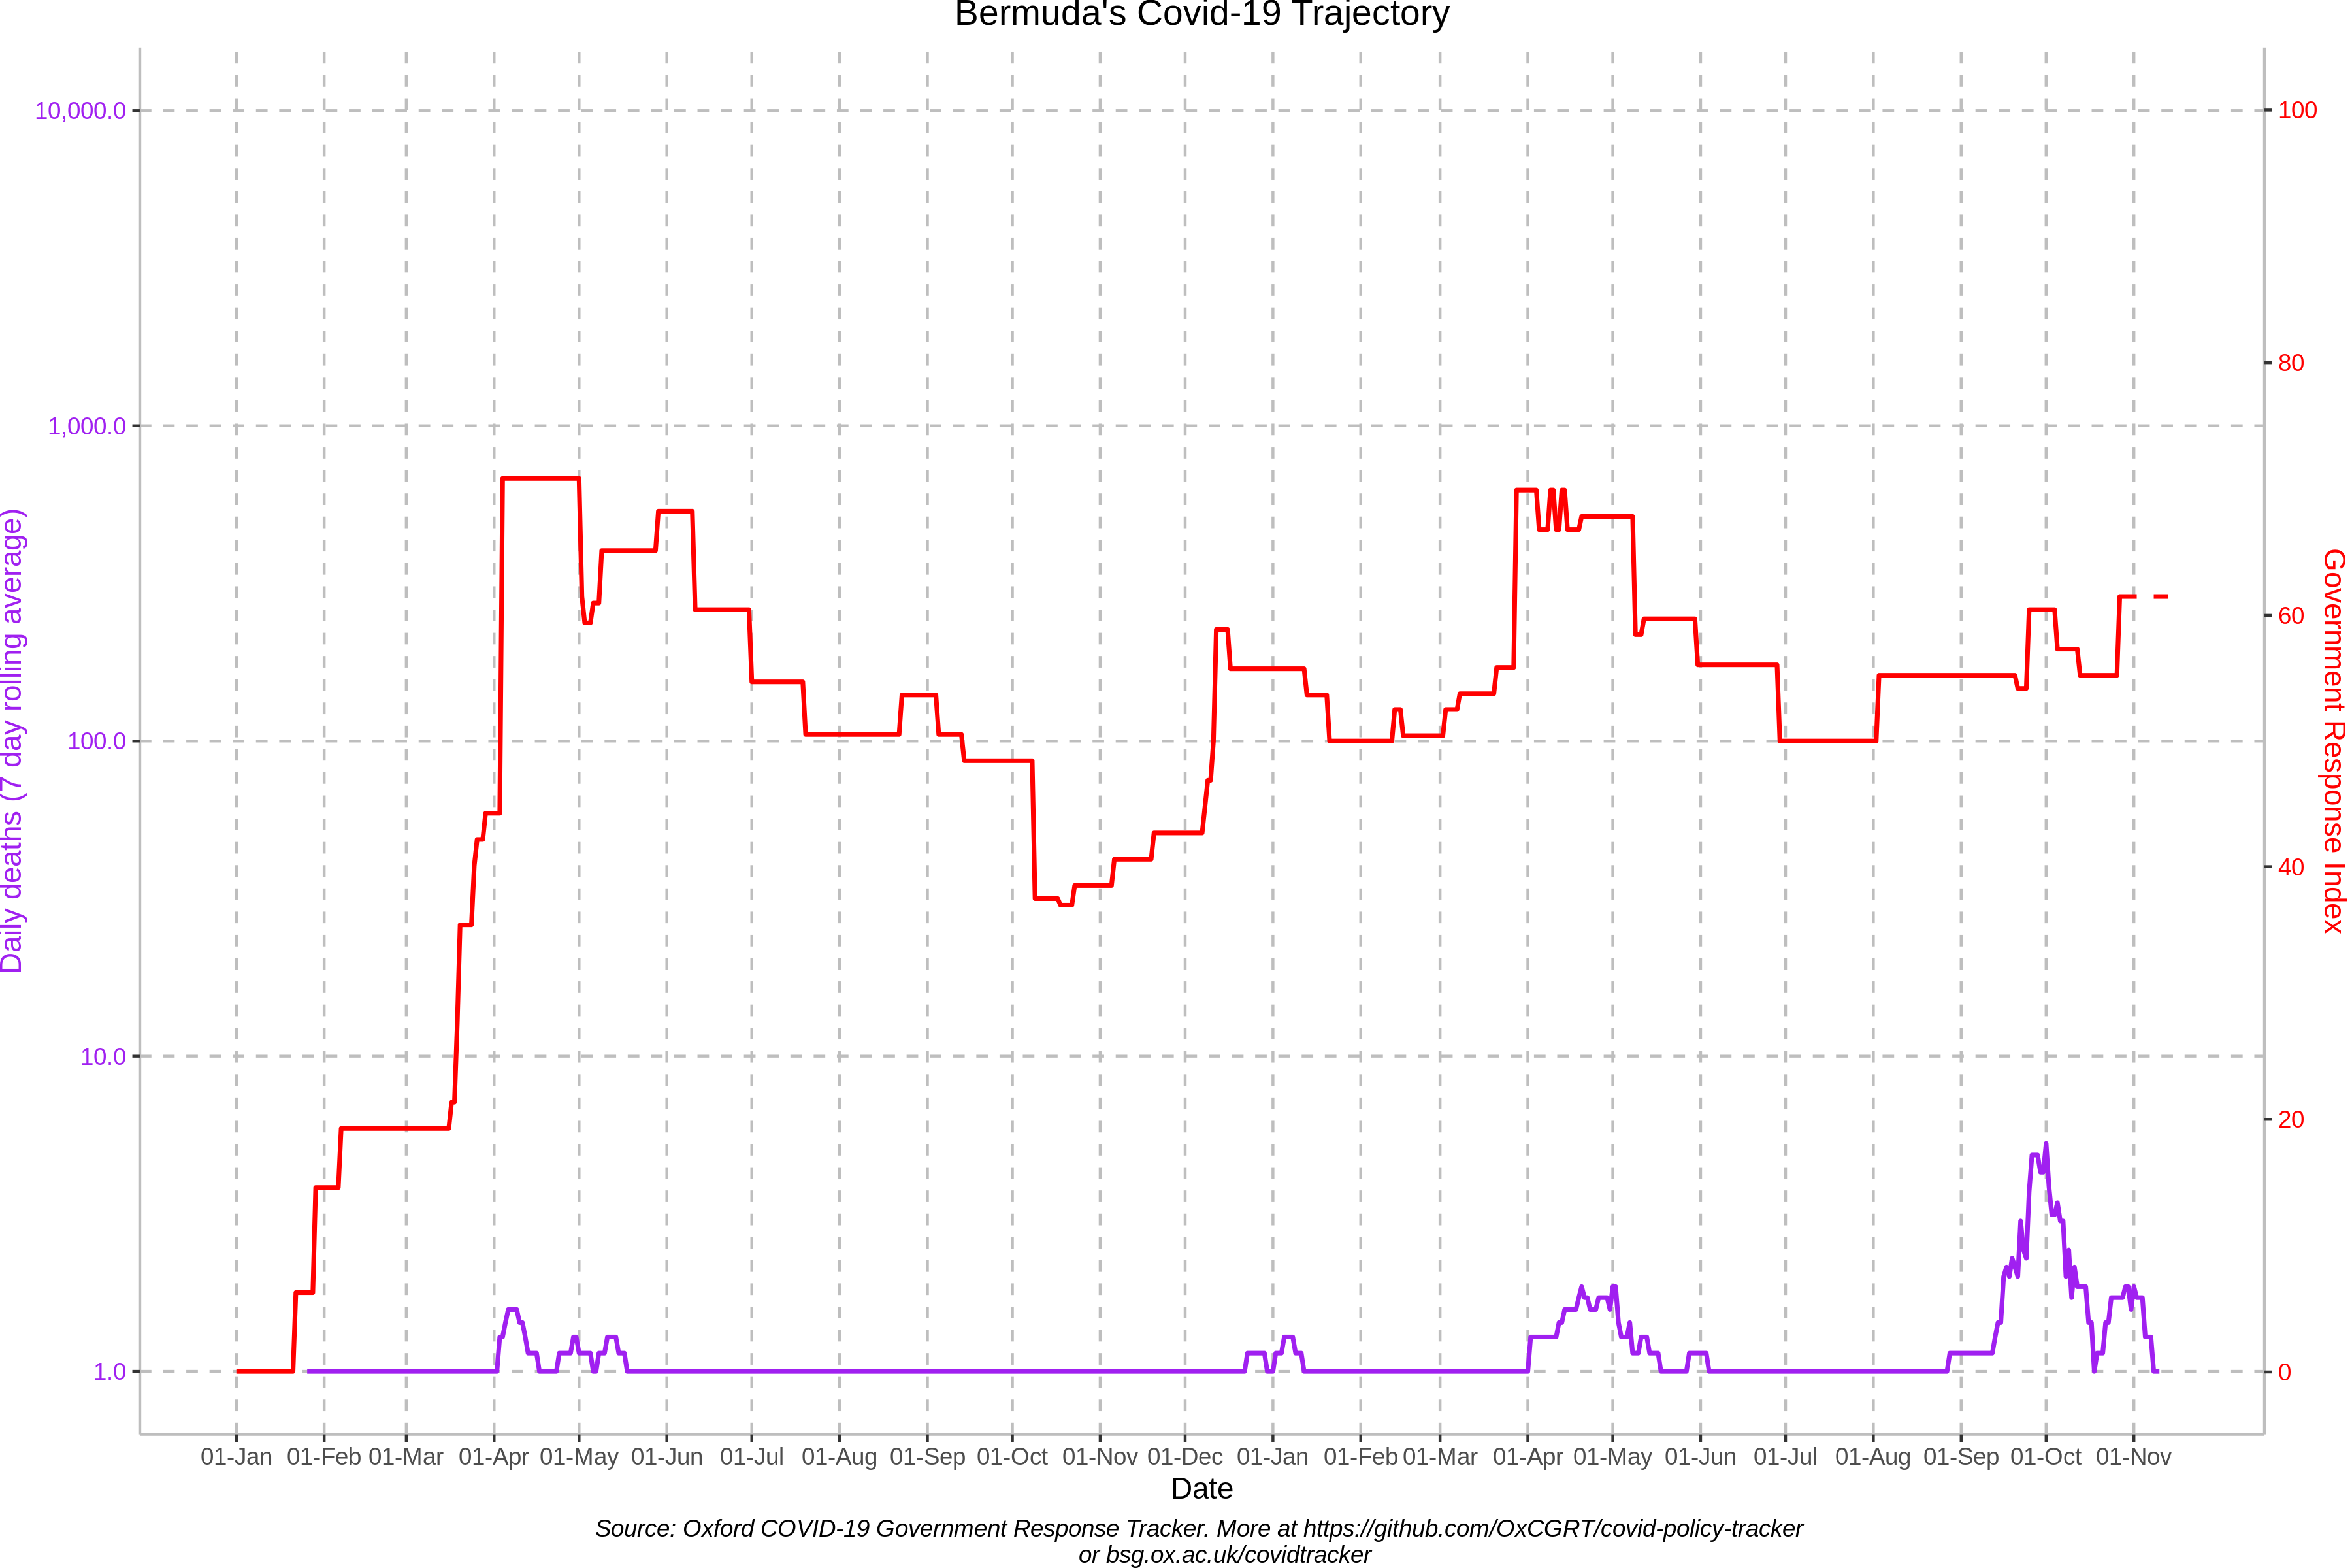 Bermuda's Covid-19 Trajectory
10,000.0
1,000.0
100.0
10.0
1.0
Daily deaths (7 day rolling average)
100
80
60
40
20
0
Government Response Index
01-Jan 01-Feb 01-Mar 01-Apr 01-May 01-Jun 01-Jul 01-Aug 01-Sep 01-Oct 01-Nov 01-Dec 01-Jan 01-Feb 01-Mar 01-Apr 01-May 01-Jun 01-Jul 01-Aug 01-Sep 01-Oct 01-Nov
Date
Source: Oxford COVID-19 Government Response Tracker. More at https://github.com/OxCGRT/covid-policy-tracker
or bsg.ox.ac.uk/covidtracker